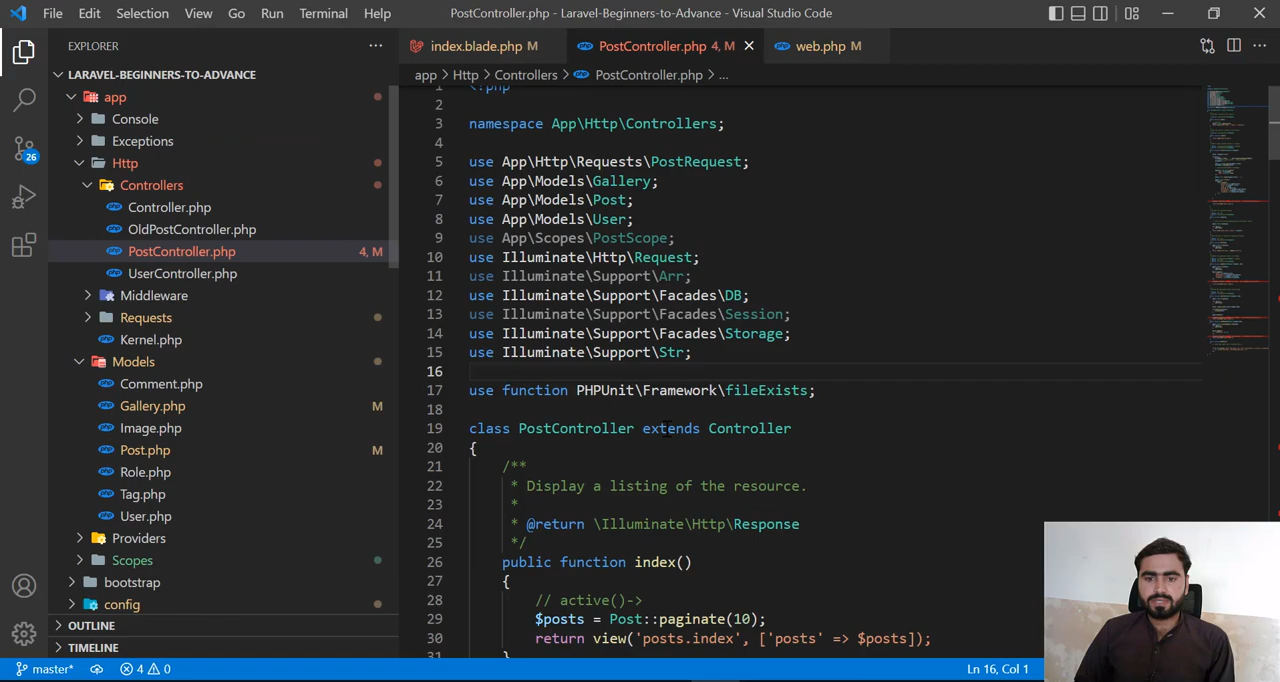 File Edit Selection View Go Run Terminal Help PostController.php - Laravel-Beginners-to-Advance - Visual Studio Code
EXPLORER
LARAVEL-BEGINNERS-TO-ADVANCE
app
Console
Exceptions
Http
Controllers
Controller.php
OldPostController.php
PostController.php 4, M
UserController.php
Middleware
Requests
Kernel.php
Models
Comment.php
Gallery.php M
Image.php
Post.php M
Role.php
Tag.php
User.php
Providers
Scopes
bootstrap
config
OUTLINE
TIMELINE
26
index.blade.php M PostController.php 4, M web.php M
app > Http > Controllers > PostController.php > ...
1 <?php
2
3 namespace App\Http\Controllers;
4
5 use App\Http\Requests\PostRequest;
6 use App\Models\Gallery;
7 use App\Models\Post;
8 use App\Models\User;
9 use App\Scopes\PostScope;
10 use Illuminate\Http\Request;
11 use Illuminate\Support\Arr;
12 use Illuminate\Support\Facades\DB;
13 use Illuminate\Support\Facades\Session;
14 use Illuminate\Support\Facades\Storage;
15 use Illuminate\Support\Str;
16
17 use function PHPUnit\Framework\fileExists;
18
19 class PostController extends Controller
20 {
21 /**
22 * Display a listing of the resource.
23 *
24 * @return \Illuminate\Http\Response
25 */
26 public function index()
27 {
28 // active()->
29 $posts = Post::paginate(10);
30 return view('posts.index', ['posts' => $posts]);
31 }
master* 4 0 Ln 16, Col 1